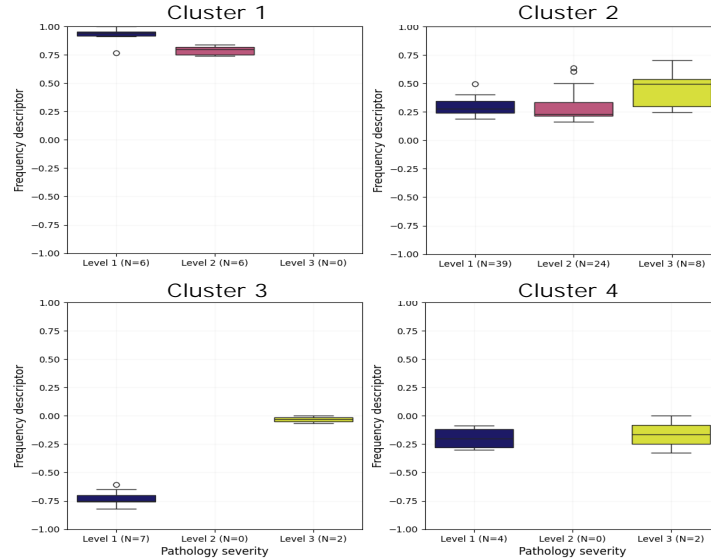 Cluster 1
Cluster 2
Frequency descriptor
1.00
0.75
0.50
0.25
0.00
−0.25
−0.50
−0.75
−1.00
Level 1 (N=6)
Level 2 (N=6)
Level 3 (N=0)
Frequency descriptor
1.00
0.75
0.50
0.25
0.00
−0.25
−0.50
−0.75
−1.00
Level 1 (N=39)
Level 2 (N=24)
Level 3 (N=8)
Cluster 3
Cluster 4
Frequency descriptor
1.00
0.75
0.50
0.25
0.00
−0.25
−0.50
−0.75
−1.00
Level 1 (N=7)
Level 2 (N=0)
Level 3 (N=2)
Pathology severity
Frequency descriptor
1.00
0.75
0.50
0.25
0.00
−0.25
−0.50
−0.75
−1.00
Level 1 (N=4)
Level 2 (N=0)
Level 3 (N=2)
Pathology severity